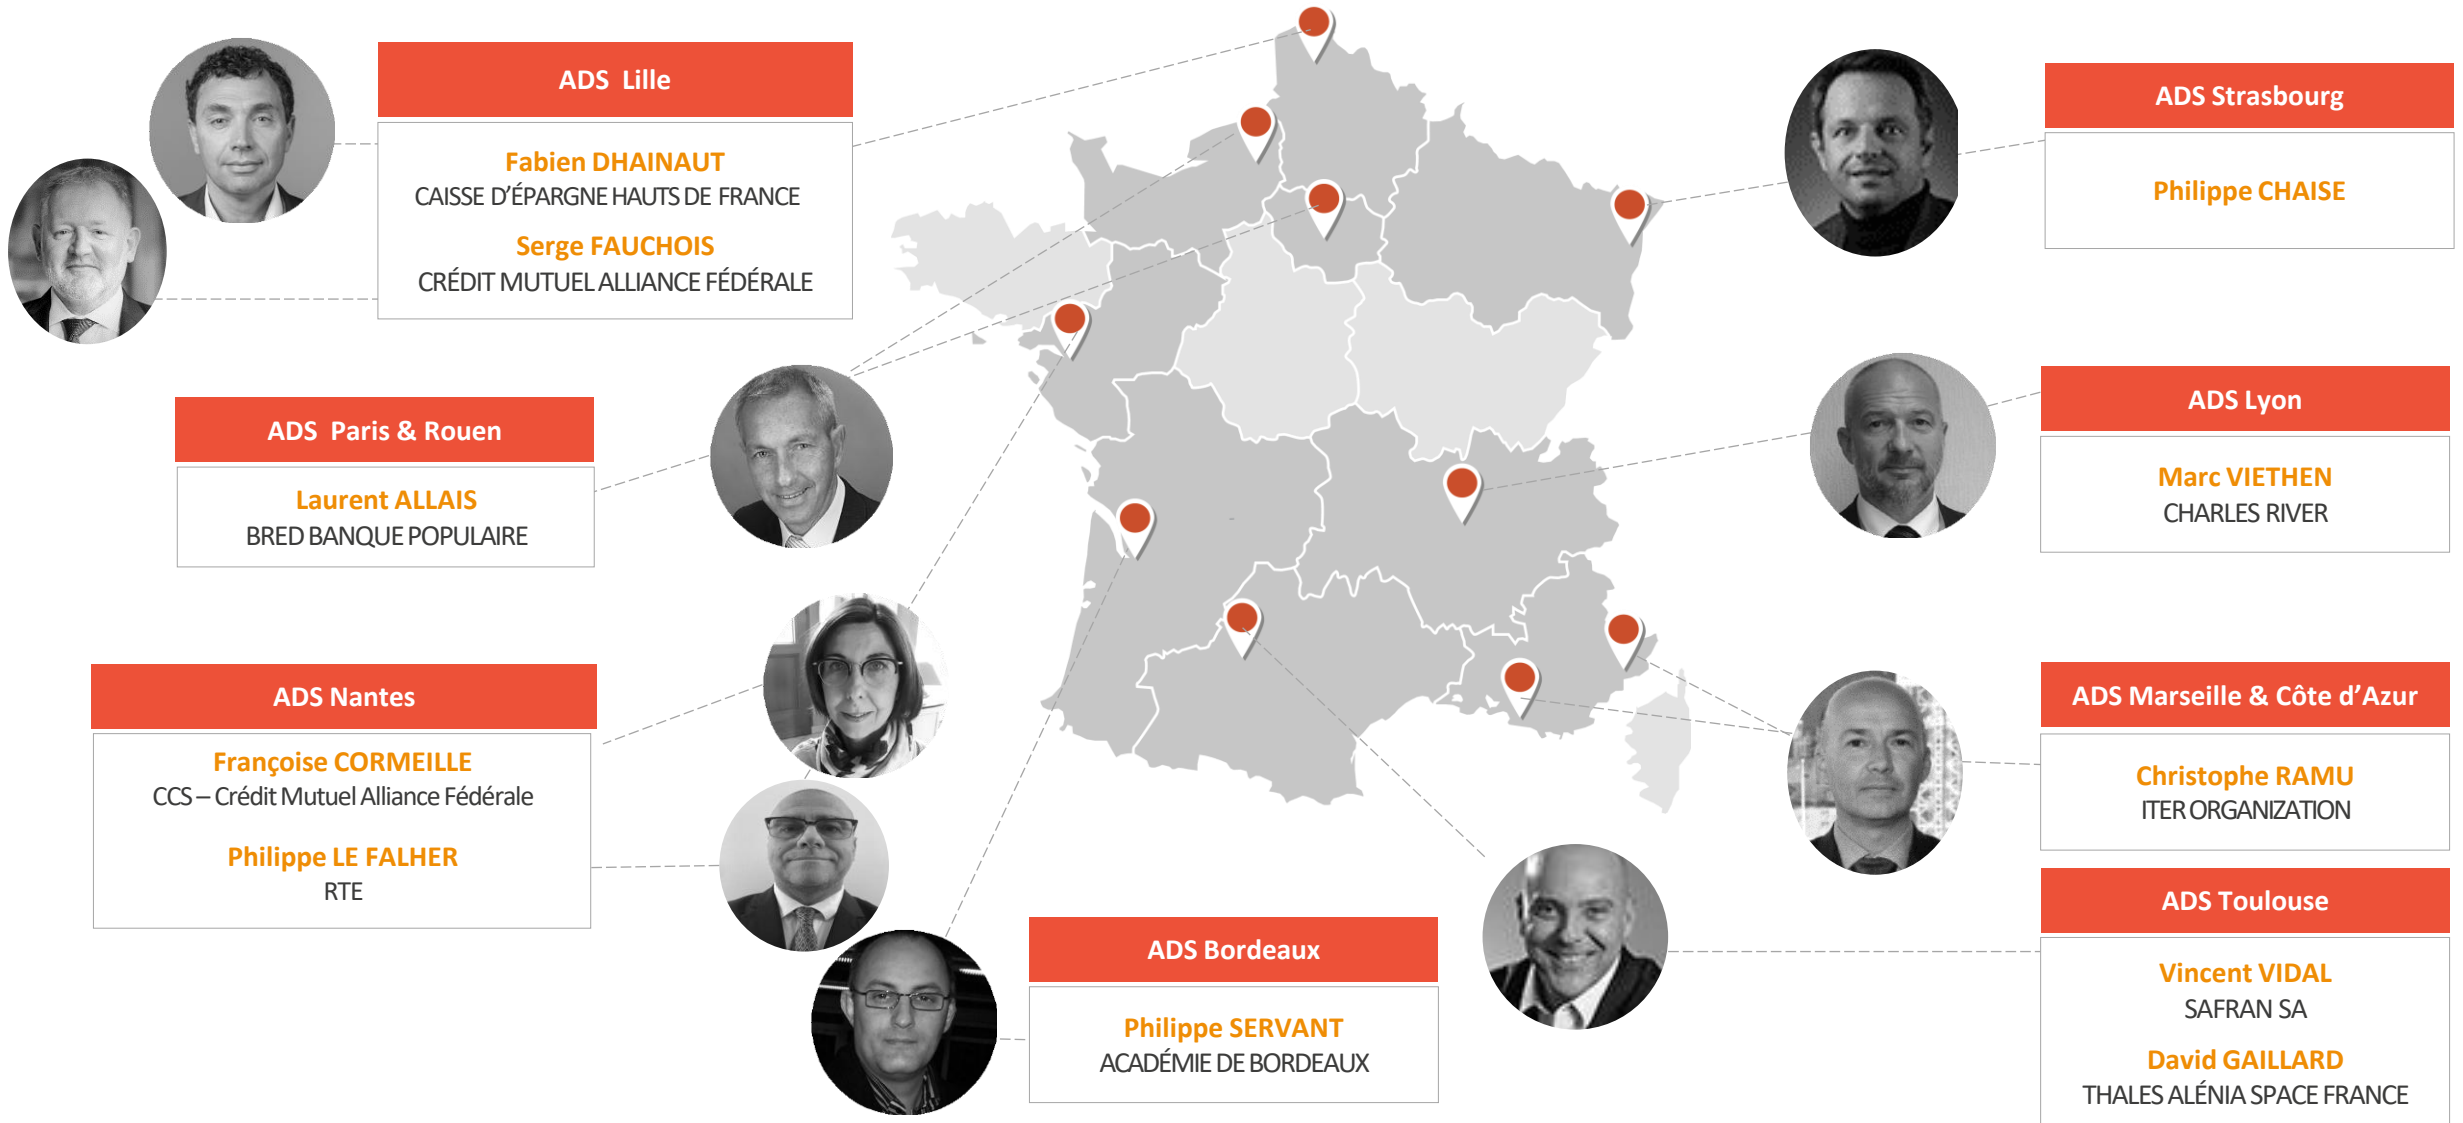 ADS Lille
Fabien DHAINAUT
CAISSE D'ÉPARGNE HAUTS DE FRANCE
Serge FAUCHOIS
CRÉDIT MUTUEL ALLIANCE FÉDÉRALE
ADS Strasbourg
Philippe CHAISE
ADS Paris & Rouen
Laurent ALLAIS
BRED BANQUE POPULAIRE
ADS Lyon
Marc VIETHEN
CHARLES RIVER
ADS Nantes
Françoise CORMEILLE
CCS – Crédit Mutuel Alliance Fédérale
Philippe LE FALHER
RTE
ADS Marseille & Côte d’Azur
Christophe RAMU
ITER ORGANIZATION
ADS Bordeaux
Philippe SERVANT
ACADÉMIE DE BORDEAUX
ADS Toulouse
Vincent VIDAL
SAFRAN SA
David GAILLARD
THALES ALÉNIA SPACE FRANCE